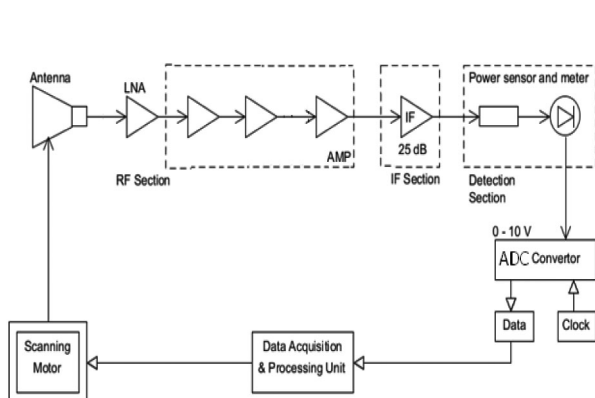 Antenna
LNA
Power sensor and meter
IF
25 dB
AMP
RF Section
IF Section
Detection
Section
0 - 10 V
ADC Convertor
Data
Clock
Scanning
Motor
Data Acquisition
& Processing Unit